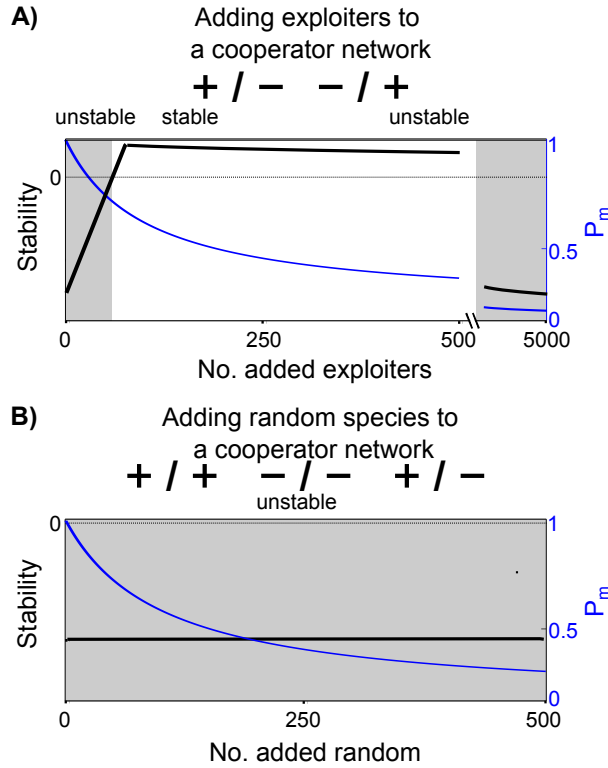 A)
Adding exploiters to
a cooperator network
+ / − − / +
unstable stable unstable
1
0
Stability
0.5
Pm
0
0 250 500 5000
No. added exploiters
B)
Adding random species to
a cooperator network
+ / + − / − + / −
unstable
0 1
Stability
0.5
Pm
0
0 250 500
No. added random